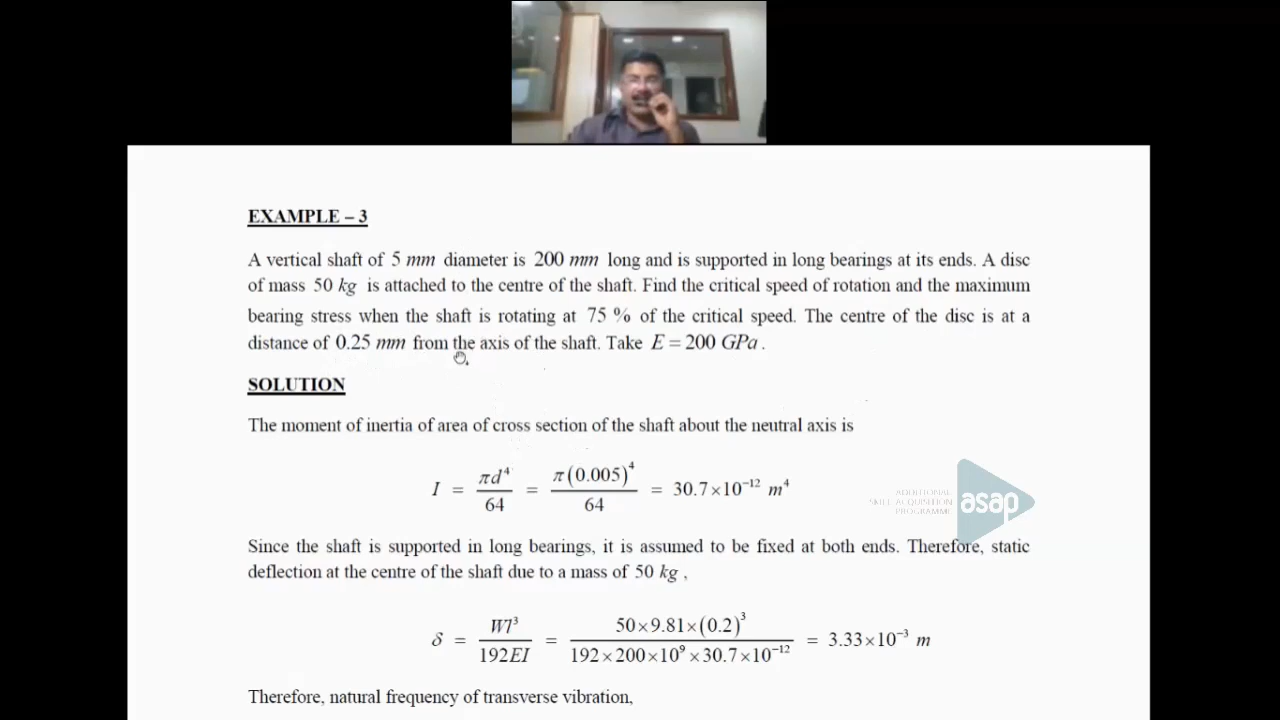 EXAMPLE – 3
A vertical shaft of 5 mm diameter is 200 mm long and is supported in long bearings at its ends. A disc
of mass 50 kg is attached to the centre of the shaft. Find the critical speed of rotation and the maximum
bearing stress when the shaft is rotating at 75 % of the critical speed. The centre of the disc is at a
distance of 0.25 mm from the axis of the shaft. Take E = 200 GPa.
SOLUTION
The moment of inertia of area of cross section of the shaft about the neutral axis is
I = πd⁴/64 = π(0.005)⁴/64 = 30.7×10⁻¹² m⁴
ADDITIONAL
SKILL ACQUISITION
PROGRAMME
asap
Since the shaft is supported in long bearings, it is assumed to be fixed at both ends. Therefore, static
deflection at the centre of the shaft due to a mass of 50 kg ,
δ = Wl³/192EI = 50×9.81×(0.2)³/192×200×10⁹×30.7×10⁻¹² = 3.33×10⁻³ m
Therefore, natural frequency of transverse vibration,